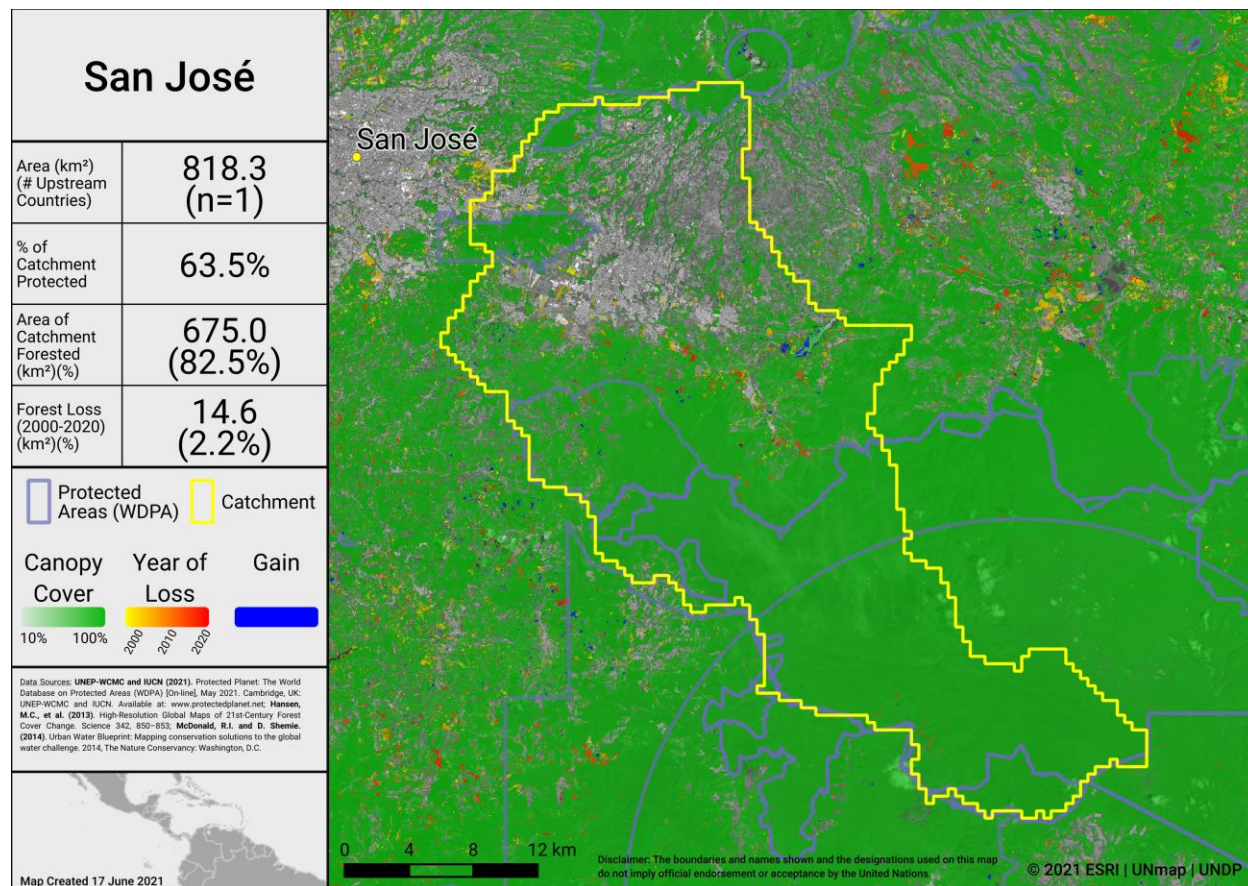 San José
Area (km²)
(# Upstream
Countries)
818.3
(n=1)
% of
Catchment
Protected
63.5%
Area of
Catchment
Forested
(km²)(%)
675.0
(82.5%)
Forest Loss
(2000-2020)
(km²)(%)
14.6
(2.2%)
Protected
Areas (WDPA)
Catchment
Canopy
Cover
10% 100%
Year of
Loss
2000 2010 2020
Gain
Data Sources: UNEP-WCMC and IUCN (2021). Protected Planet: The World
Database on Protected Areas (WDPA) [On-line], May 2021. Cambridge, UK:
UNEP-WCMC and IUCN. Available at: www.protectedplanet.net; Hansen,
M.C., et al. (2013). High-Resolution Global Maps of 21st-Century Forest
Cover Change. Science 342, 850–853; McDonald, R.I. and D. Shemie,
(2014). Urban Water Blueprint: Mapping conservation solutions to the global
water challenge. 2014, The Nature Conservancy: Washington, D.C.
Map Created 17 June 2021
San José
0 4 8 12 km
Disclaimer: The boundaries and names shown and the designations used on this map
do not imply official endorsement or acceptance by the United Nations
© 2021 ESRI | UNmap | UNDP